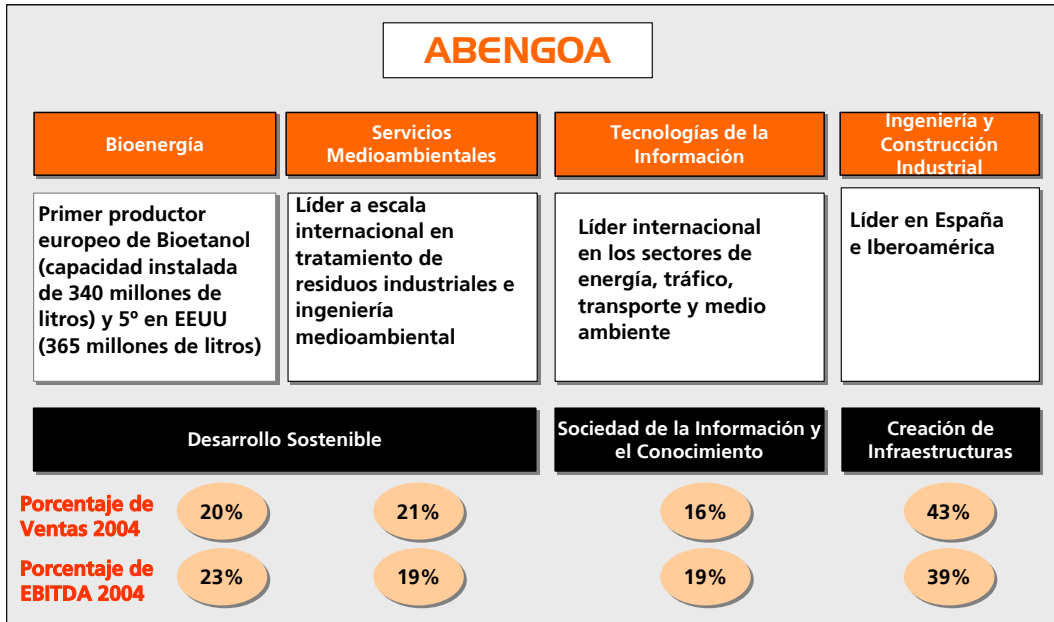 ABENGOA
Bioenergía
Servicios
Medioambientales
Tecnologías de la
Información
Ingeniería y
Construcción
Industrial
Primer productor
europeo de Bioetanol
(capacidad instalada
de 340 millones de
litros) y 5º en EEUU
(365 millones de litros)
Líder a escala
internacional en
tratamiento de
residuos industriales e
ingeniería
medioambiental
Líder internacional
en los sectores de
energía, tráfico,
transporte y medio
ambiente
Líder en España
e Iberoamérica
Desarrollo Sostenible
Sociedad de la Información y
el Conocimiento
Creación de
Infraestructuras
Porcentaje de
Ventas 2004
20%
21%
16%
43%
Porcentaje de
EBITDA 2004
23%
19%
19%
39%